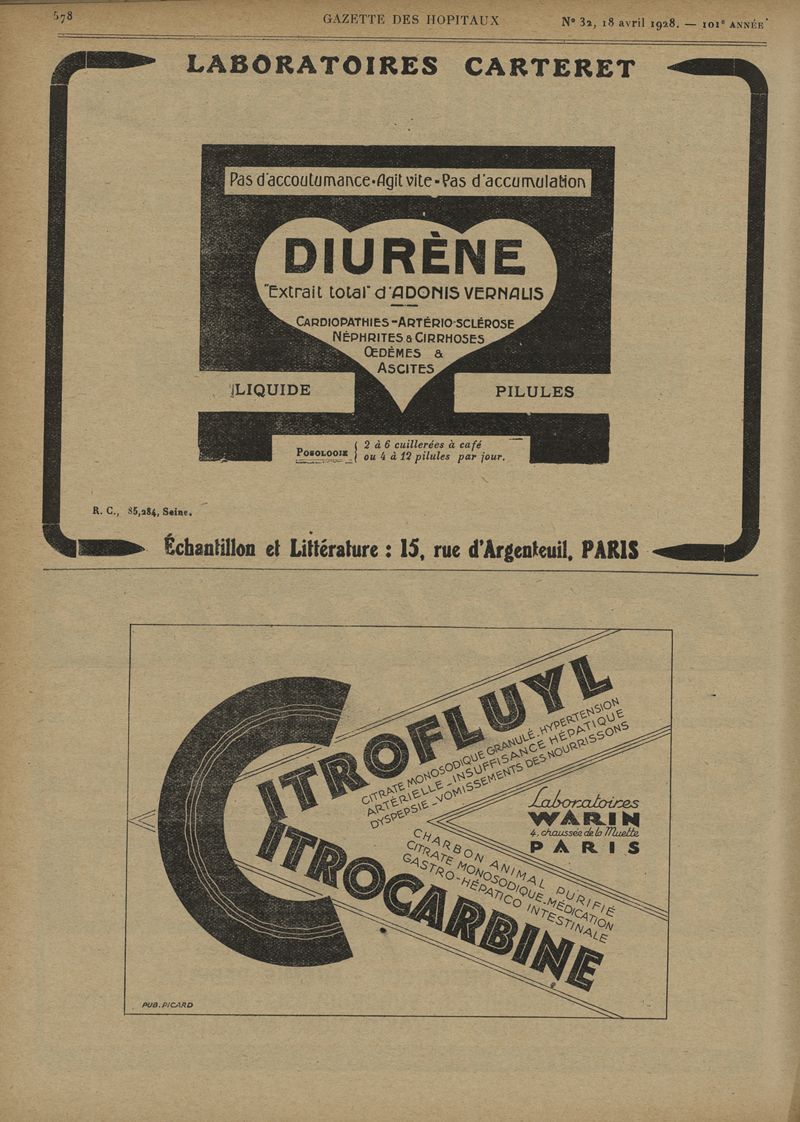 578
GAZETTE DES HOPITAUX
Nº 32, 18 avril 1928. — 101e ANNÉE
LABORATOIRES CARTERET
Pas d'accoutumance-Agit vite-Pas d'accumulation
DIURÈNE
"Extrait total" d'ADONIS VERNALIS
CARDIOPATHIES-ARTÉRIO-SCLÉROSE
NÉPHRITES & CIRRHOSES
ŒDÈMES &
ASCITES
LIQUIDE
PILULES
POSOLOGIE { 2 à 6 cuillerées à café
ou 4 à 12 pilules par jour.
R. C., 85,284, Seine.
Échantillon et Littérature : 15, rue d'Argenteuil, PARIS
CITROFLUYL
CITRATE MONOSODIQUE GRANULÉ-HYPERTENSION
ARTÉRIELLE-INSUFFISANCE HÉPATIQUE
DYSPEPSIE-VOMISSEMENTS DES NOURRISSONS
Laboratoires
WARIN
4, chaussée de la Muette
PARIS
CHARBON ANIMAL PURIFIÉ
CITRATE MONOSODIQUE-MÉDICATION
GASTRO-HÉPATICO INTESTINALE
CITROCARBINE
PUB. PICARD